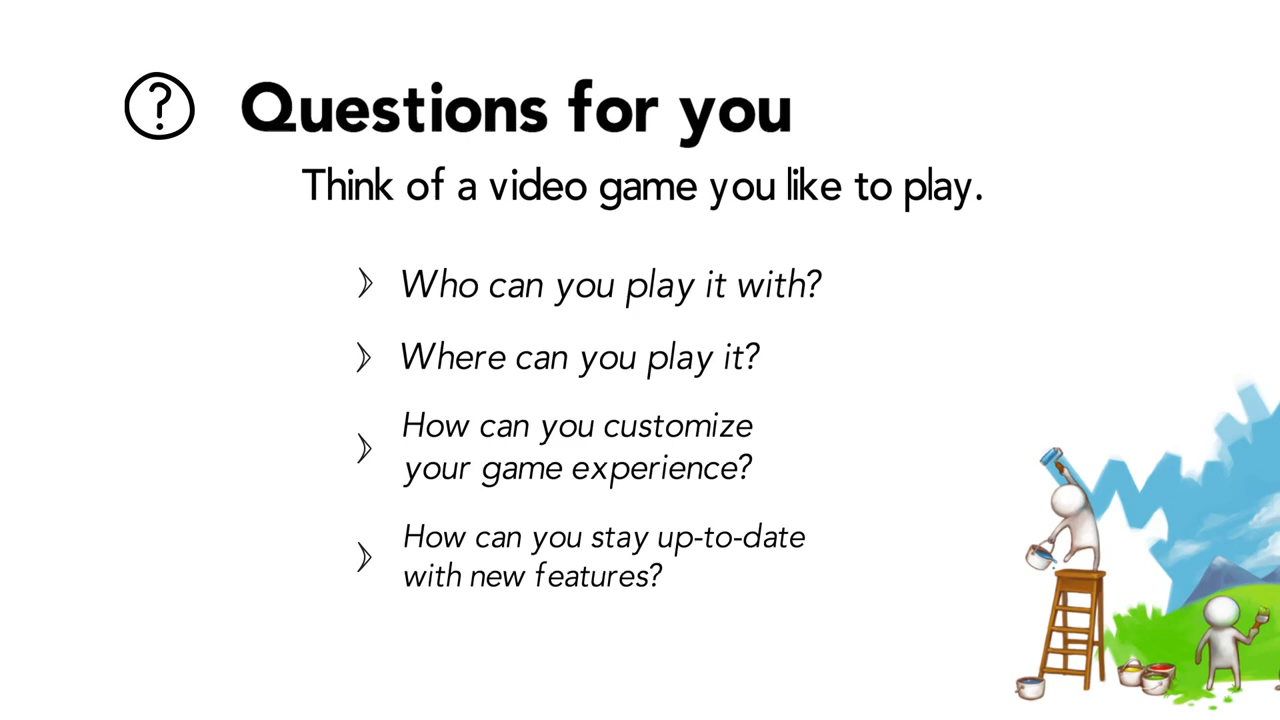 ? Questions for you
Think of a video game you like to play.
Who can you play it with?
Where can you play it?
How can you customize
your game experience?
How can you stay up-to-date
with new features?